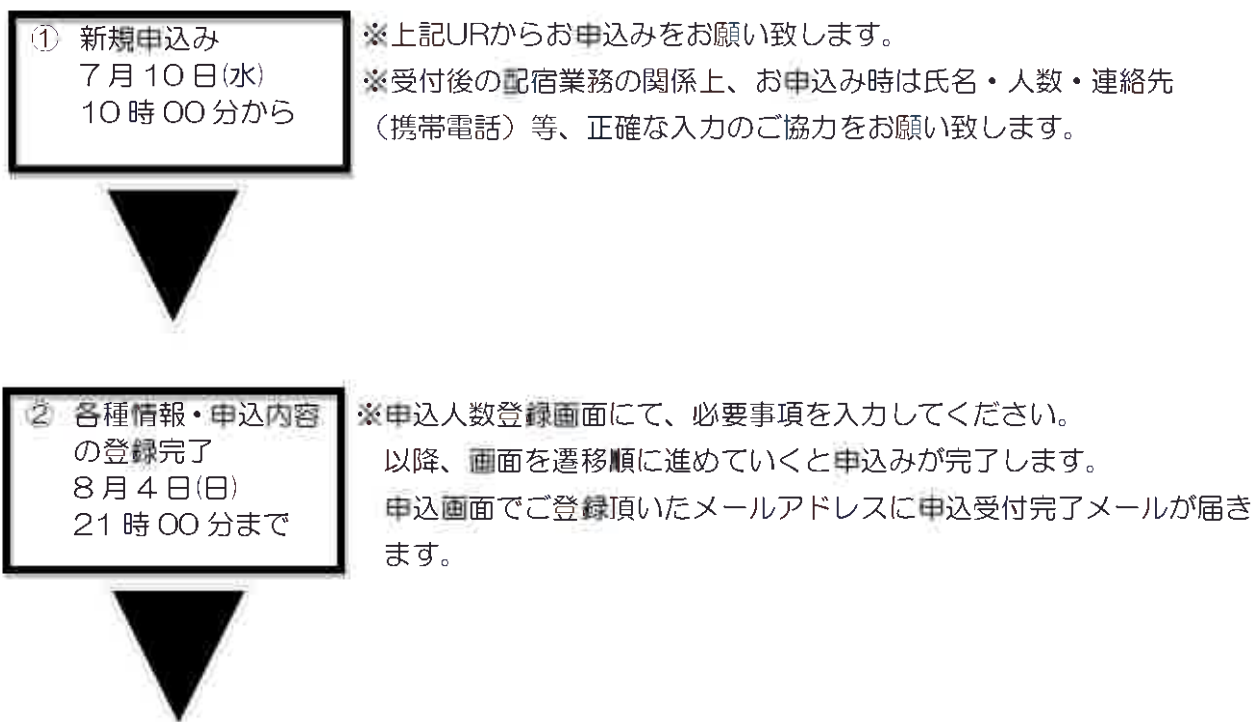 ① 新規申込み
7月10日(水)
10時00分から
※上記URからお申込みをお願い致します。
※受付後の配宿業務の関係上、お申込み時は氏名・人数・連絡先
（携帯電話）等、正確な入力のご協力をお願い致します。
② 各種情報・申込内容
の登録完了
8月4日(日)
21時00分まで
※申込人数登録画面にて、必要事項を入力してください。
以降、画面を遷移順に進めていくと申込みが完了します。
申込画面でご登録頂いたメールアドレスに申込受付完了メールが届き
ます。